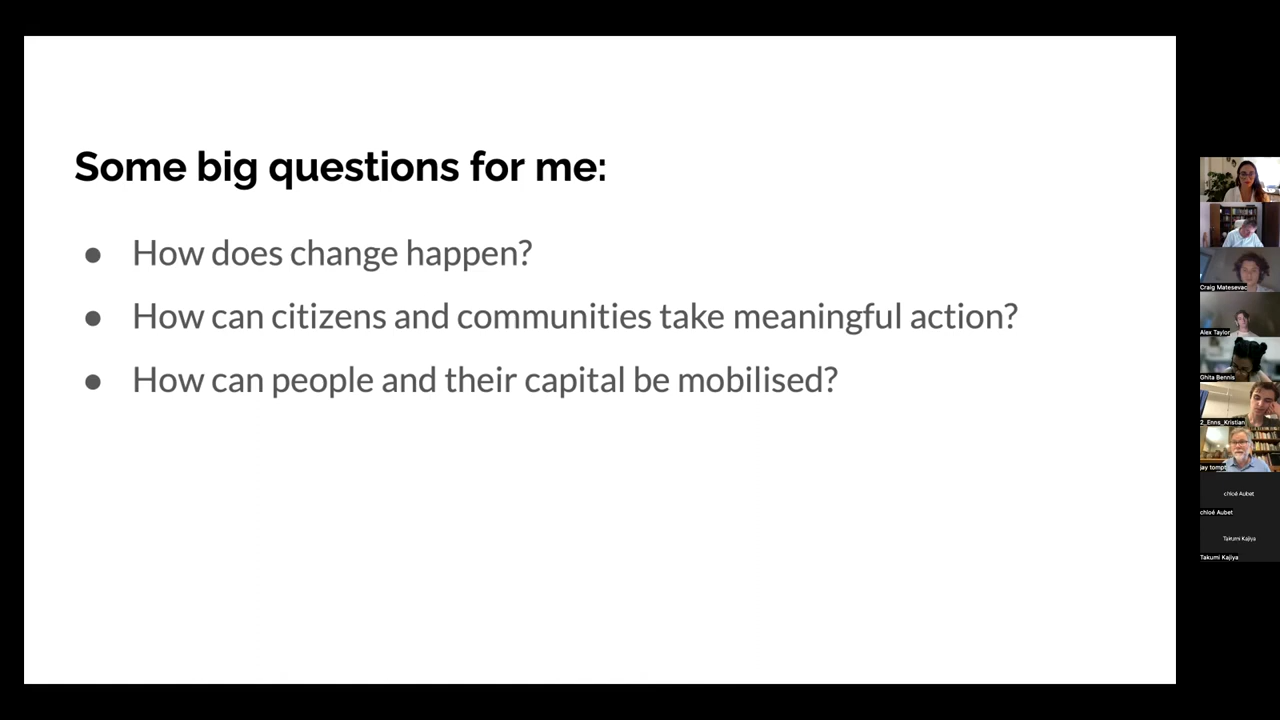 Some big questions for me:
● How does change happen?
● How can citizens and communities take meaningful action?
● How can people and their capital be mobilised?
Craig Matesevac
Alex Taylor
Ghita Bennis
2_Enns_Kristian
jay tompt
chloé Aubet
chloé Aubet
Takumi Kajiya
Takumi Kajiya